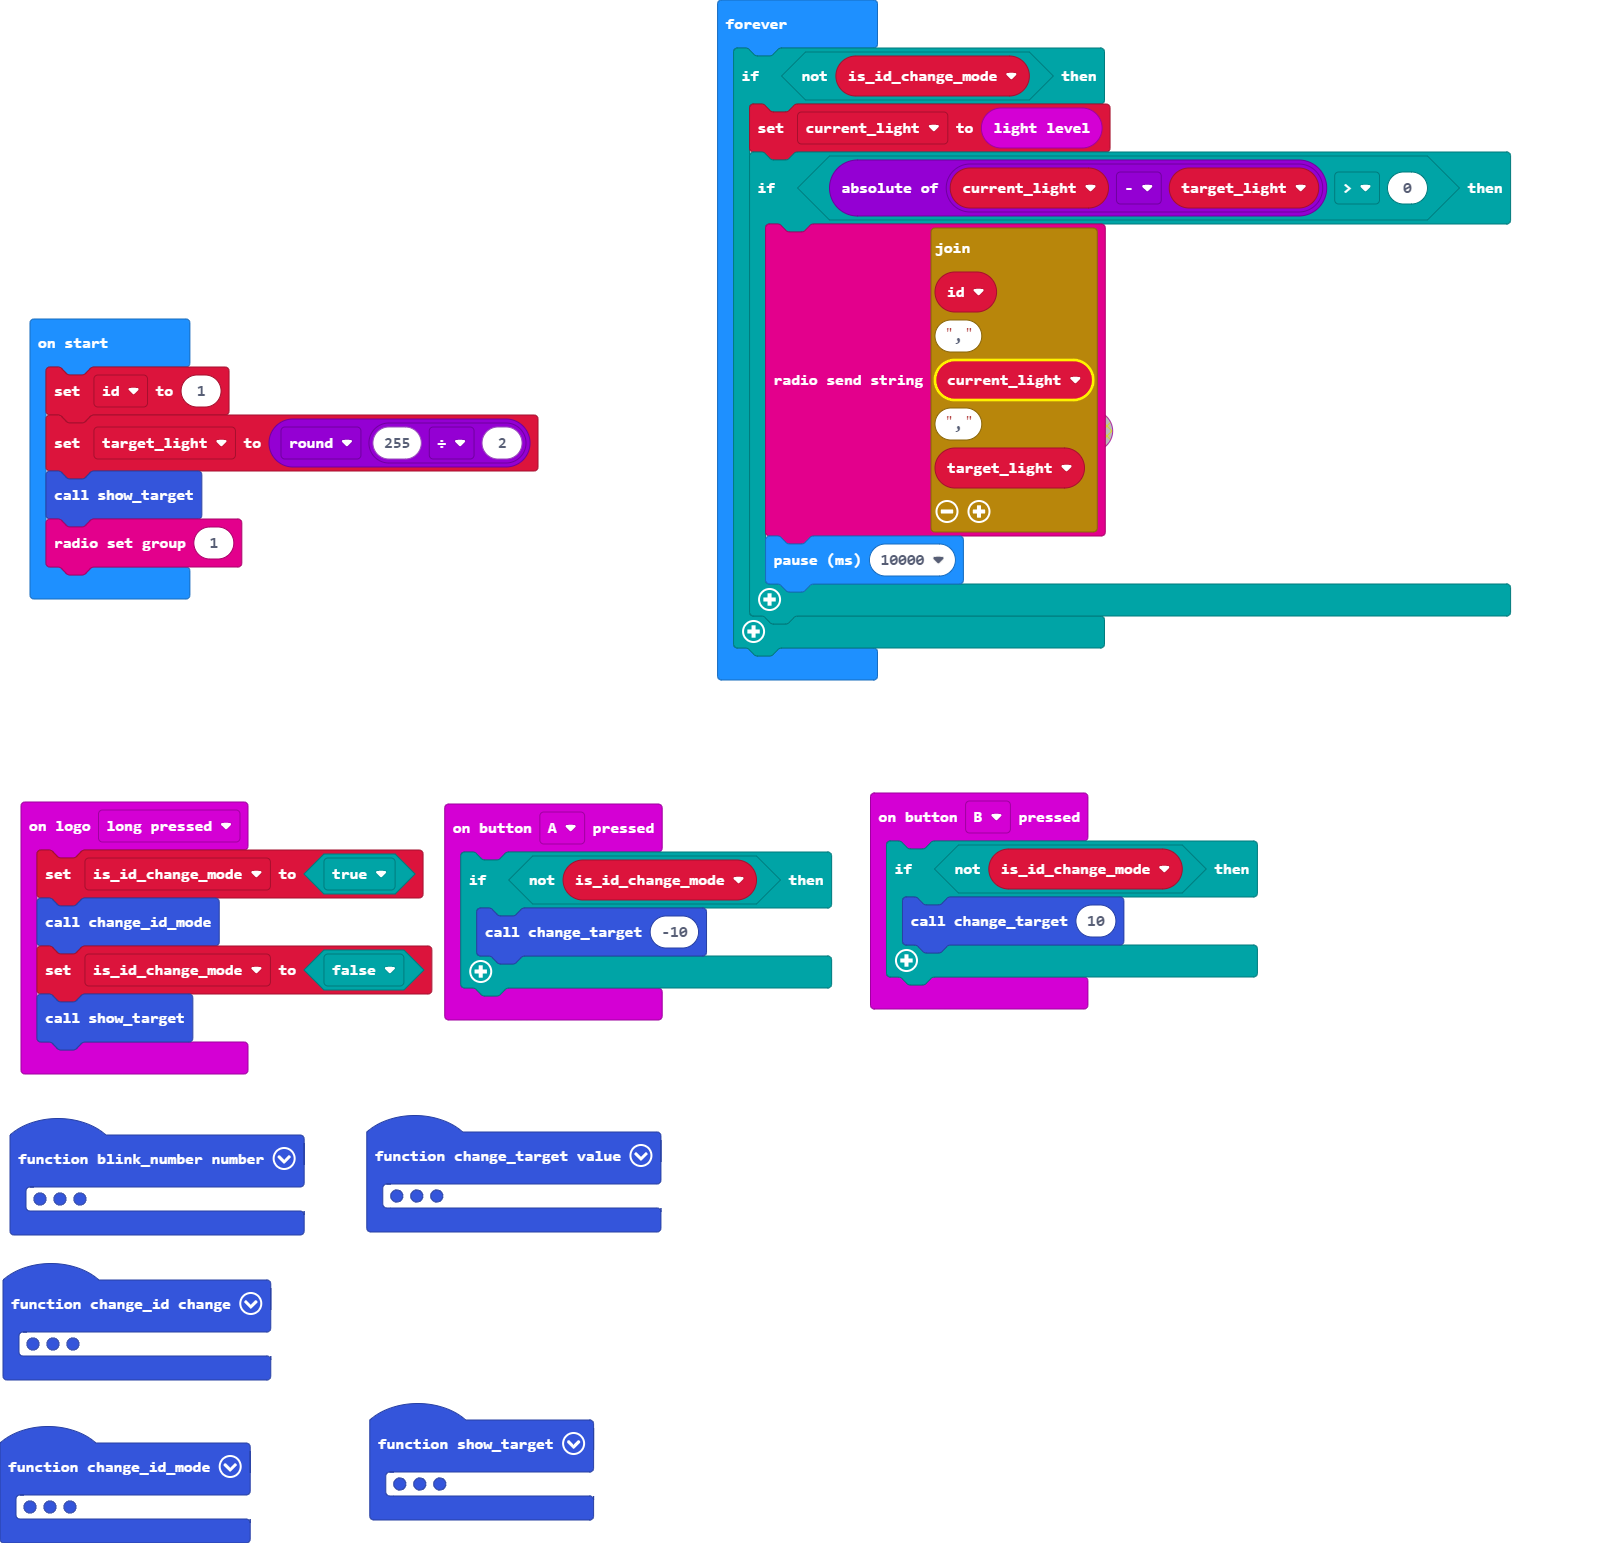 forever
if not is_id_change_mode then
set current_light to light level
if absolute of current_light - target_light > 0 then
radio send string
join
id
","
current_light
","
target_light
pause (ms) 10000
on start
set id to 1
set target_light to round 255 ÷ 2
call show_target
radio set group 1
on logo long pressed
set is_id_change_mode to true
call change_id_mode
set is_id_change_mode to false
call show_target
on button A pressed
if not is_id_change_mode then
call change_target -10
on button B pressed
if not is_id_change_mode then
call change_target 10
function blink_number number
function change_target value
function change_id change
function show_target
function change_id_mode